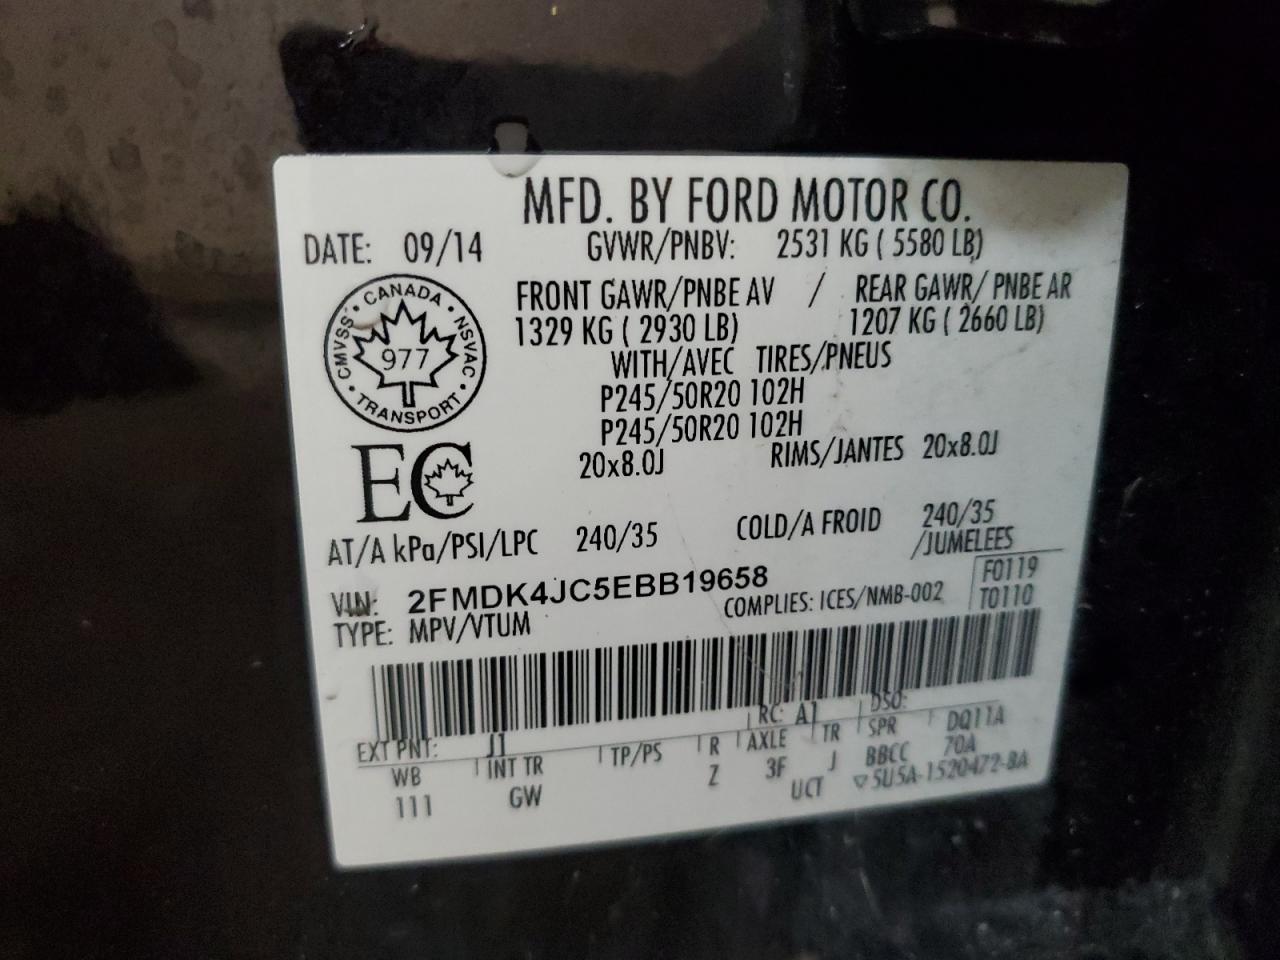 MFD. BY FORD MOTOR CO.
DATE: 09/14 GVWR/PNBV: 2531 KG ( 5580 LB)
FRONT GAWR/PNBE AV / REAR GAWR/ PNBE AR
1329 KG ( 2930 LB) 1207 KG ( 2660 LB)
WITH/AVEC TIRES/PNEUS
P245/50R20 102H
P245/50R20 102H
20x8.0J RIMS/JANTES 20x8.0J
CANADA
CMVSS 977 NSVAC
TRANSPORT
EC
AT/A kPa/PSI/LPC 240/35 COLD/A FROID 240/35
/JUMELEES
VIN: 2FMDK4JC5EBB19658 F0119
TYPE: MPV/VTUM COMPLIES: ICES/NMB-002 T0110
RC: A1 DSO:
EXT PNT: J1 AXLE TR SPR DQ11A
WB INT TR TP/PS R 3F J BBCC 70A
111 GW Z UCT ▽5U5A-1520472-BA